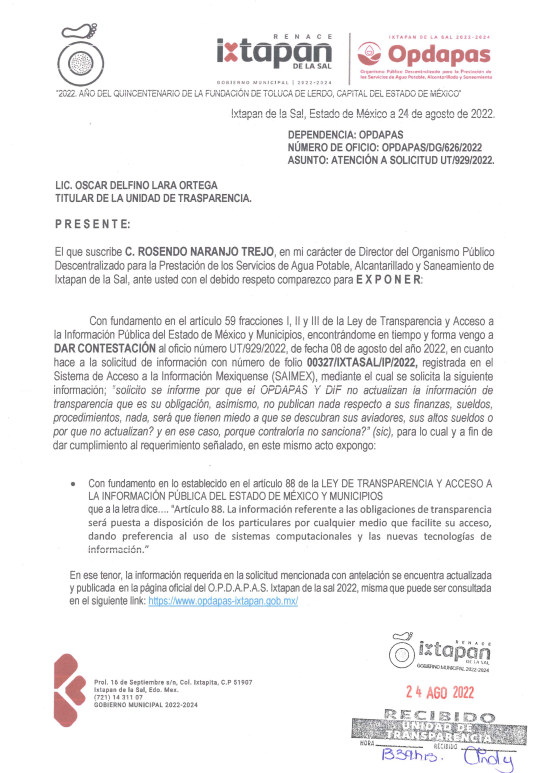 RENACE
ixtapan
DE LA SAL
GOBIERNO MUNICIPAL | 2022-2024
IXTAPAN DE LA SAL 2022-2024
Opdapas
Organismo Público Descentralizado para la Prestación
de los Servicios de Agua Potable, Alcantarillado y Saneamiento
"2022. AÑO DEL QUINCENTENARIO DE LA FUNDACIÓN DE TOLUCA DE LERDO, CAPITAL DEL ESTADO DE MÉXICO"
Ixtapan de la Sal, Estado de México a 24 de agosto de 2022.
DEPENDENCIA: OPDAPAS
NÚMERO DE OFICIO: OPDAPAS/DG/626/2022
ASUNTO: ATENCIÓN A SOLICITUD UT/929/2022.
LIC. OSCAR DELFINO LARA ORTEGA
TITULAR DE LA UNIDAD DE TRASPARENCIA.
P R E S E N T E:
El que suscribe C. ROSENDO NARANJO TREJO, en mi carácter de Director del Organismo Público
Descentralizado para la Prestación de los Servicios de Agua Potable, Alcantarillado y Saneamiento de
Ixtapan de la Sal, ante usted con el debido respeto comparezco para E X P O N E R:
Con fundamento en el artículo 59 fracciones I, II y III de la Ley de Transparencia y Acceso a
la Información Pública del Estado de México y Municipios, encontrándome en tiempo y forma vengo a
DAR CONTESTACIÓN al oficio número UT/929/2022, de fecha 08 de agosto del año 2022, en cuanto
hace a la solicitud de información con número de folio 00327/IXTASAL/IP/2022, registrada en el
Sistema de Acceso a la Información Mexiquense (SAIMEX), mediante el cual se solicita la siguiente
información; "solicito se informe por que el OPDAPAS Y DIF no actualizan la información de
transparencia que es su obligación, asimismo, no publican nada respecto a sus finanzas, sueldos,
procedimientos, nada, será que tienen miedo a que se descubran sus aviadores, sus altos sueldos o
por que no actualizan? y en ese caso, porque contraloría no sanciona?" (sic), para lo cual y a fin de
dar cumplimiento al requerimiento señalado, en este mismo acto expongo:
• Con fundamento en lo establecido en el artículo 88 de la LEY DE TRANSPARENCIA Y ACCESO A
LA INFORMACIÓN PÚBLICA DEL ESTADO DE MÉXICO Y MUNICIPIOS
que a la letra dice.... "Artículo 88. La información referente a las obligaciones de transparencia
será puesta a disposición de los particulares por cualquier medio que facilite su acceso,
dando preferencia al uso de sistemas computacionales y las nuevas tecnologías de
información."
En ese tenor, la información requerida en la solicitud mencionada con antelación se encuentra actualizada
y publicada en la página oficial del O.P.D.A.P.A.S. Ixtapan de la sal 2022, misma que puede ser consultada
en el siguiente link: https://www.opdapas-ixtapan.gob.mx/
Prol. 16 de Septiembre s/n, Col. Ixtapita, C.P 51907
Ixtapan de la Sal, Edo. Mex.
(721) 14 311 07
GOBIERNO MUNICIPAL 2022-2024
RENACE
ixtapan
DE LA SAL
GOBIERNO MUNICIPAL 2022/2024
24 AGO 2022
RECIBIDO
UNIDAD DE
TRANSPARENCIA
HORA RECIBIDO